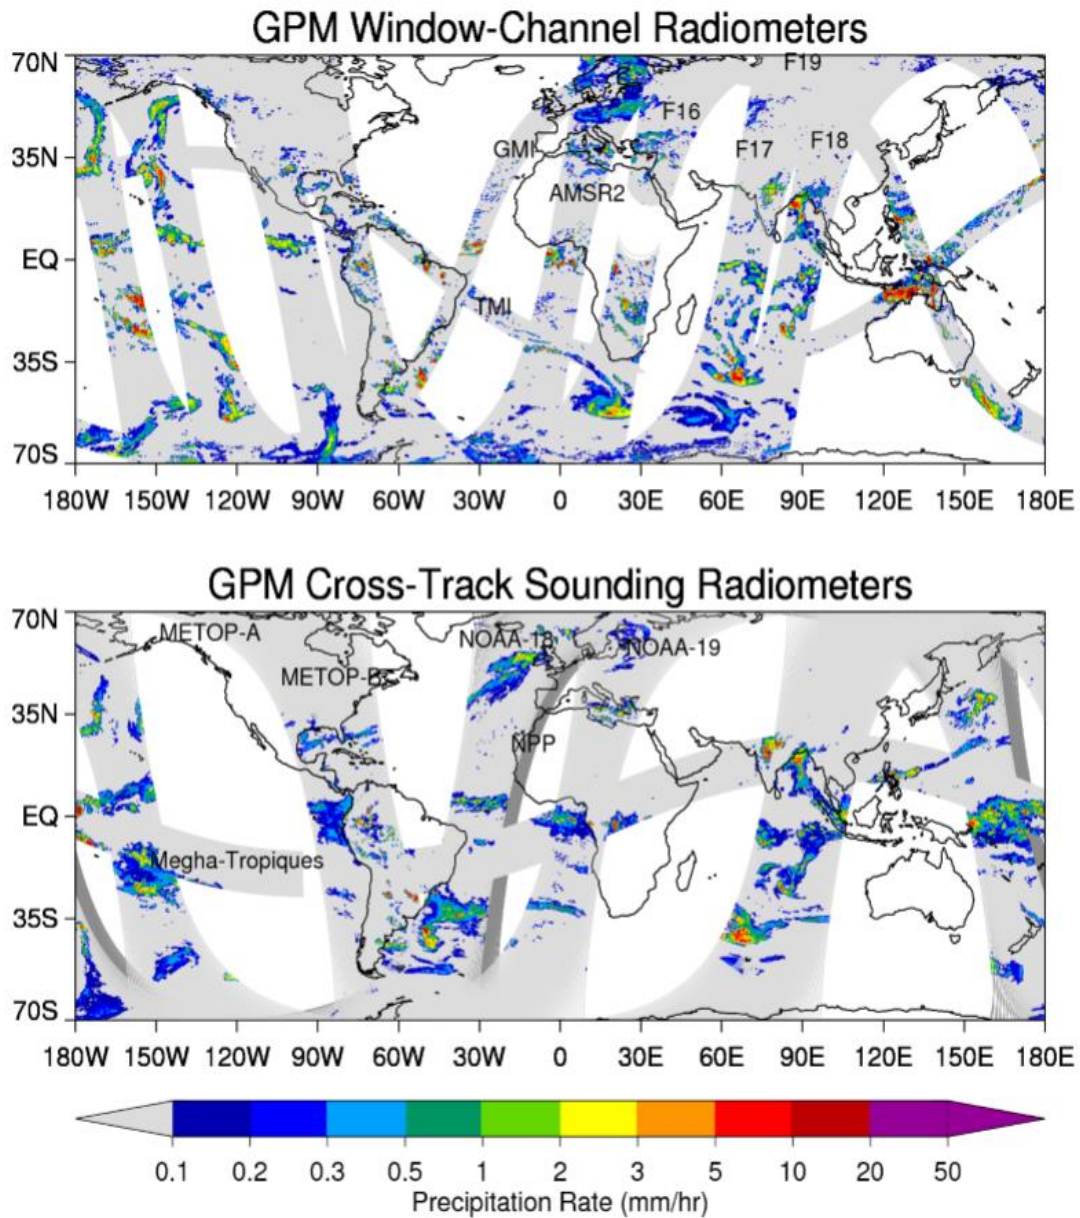 GPM Window-Channel Radiometers
70N
F19
F16
35N
GMI
F17
F18
AMSR2
EQ
TMI
35S
70S
180W 150W 120W 90W 60W 30W 0 30E 60E 90E 120E 150E 180E
GPM Cross-Track Sounding Radiometers
70N
METOP-A
NOAA-18
NOAA-19
METOP-B
35N
NPP
EQ
Megha-Tropiques
35S
70S
180W 150W 120W 90W 60W 30W 0 30E 60E 90E 120E 150E 180E
0.1 0.2 0.3 0.5 1 2 3 5 10 20 50
Precipitation Rate (mm/hr)